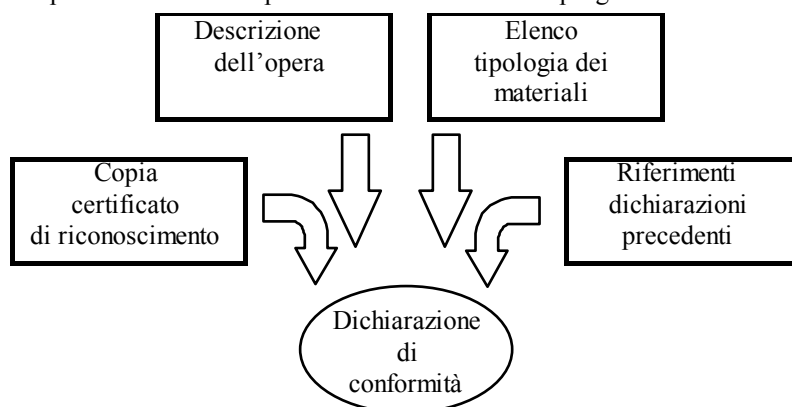 Descrizione
dell’opera
Elenco
tipologia dei
materiali
Copia
certificato
di riconoscimento
Riferimenti
dichiarazioni
precedenti
Dichiarazione
di
conformità